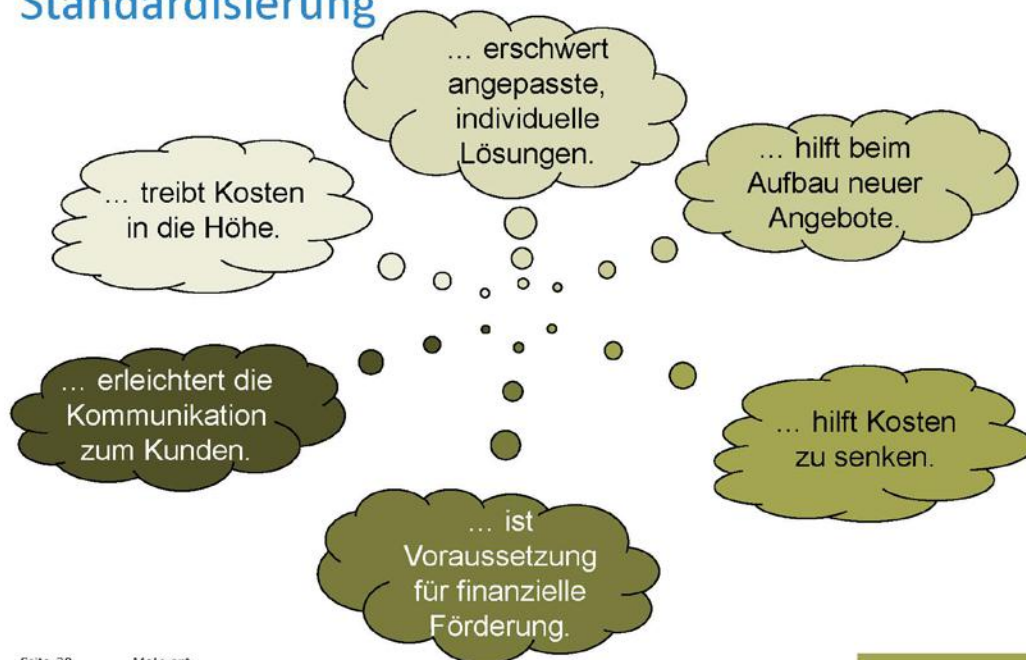 Standardisierung
… erschwert
angepasste,
individuelle
Lösungen.
… treibt Kosten
in die Höhe.
… hilft beim
Aufbau neuer
Angebote.
… erleichtert die
Kommunikation
zum Kunden.
… hilft Kosten
zu senken.
… ist
Voraussetzung
für finanzielle
Förderung.